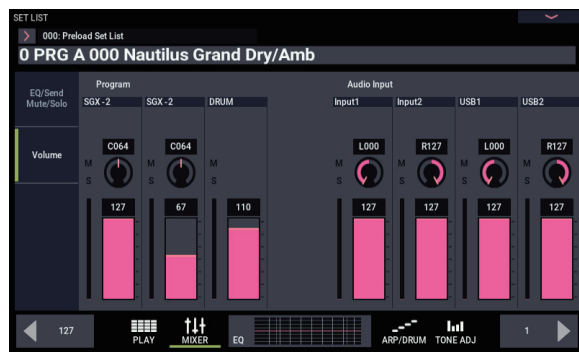 SET LIST
000: Preload Set List
0 PRG A 000 Nautilus Grand Dry/Amb
EQ/Send
Mute/Solo
Volume
Program
Audio Input
SGX-2 SGX-2 DRUM Input1 Input2 USB1 USB2
C064 C064 L000 R127 L000 R127
M M M M M M M
S S S S S S S
127 67 110 127 127 127 127
127 PLAY MIXER EQ ARP/DRUM TONE ADJ 1